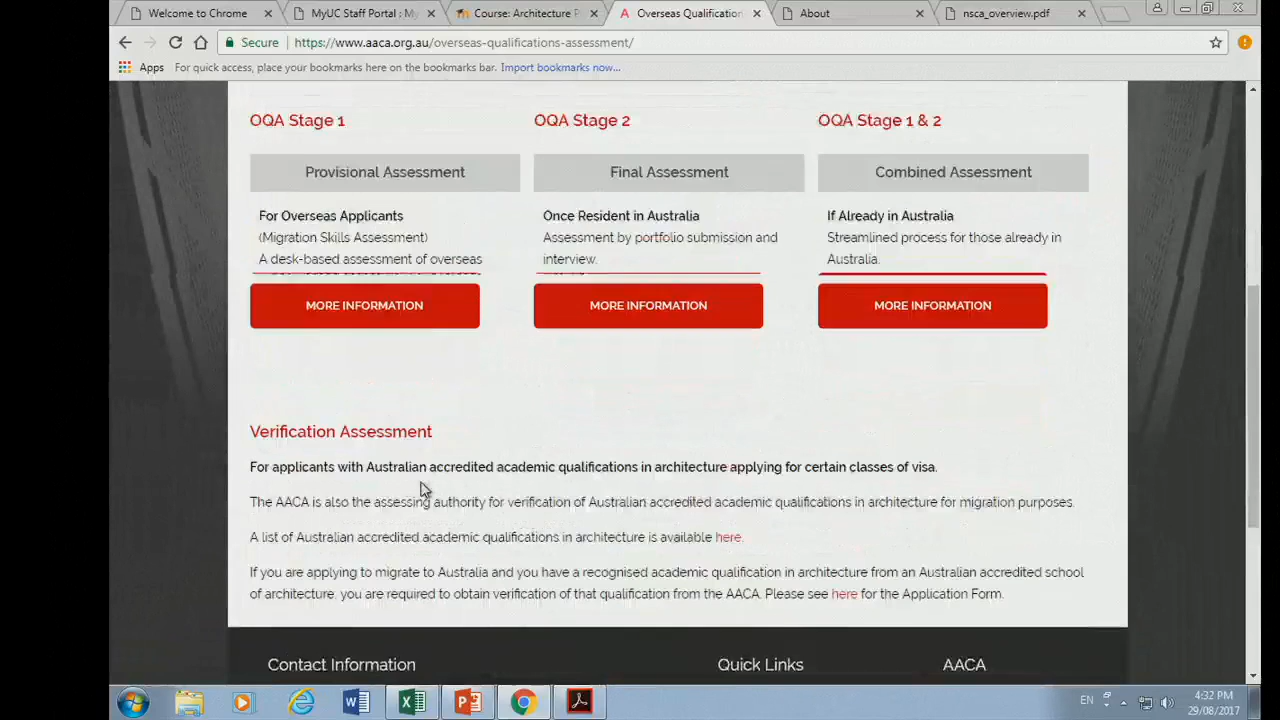 Welcome to Chrome
MyUC Staff Portal : My
Course: Architecture P
Overseas Qualification
About
nsca_overview.pdf
Secure
https://www.aaca.org.au/overseas-qualifications-assessment/
Apps
For quick access, place your bookmarks here on the bookmarks bar. Import bookmarks now...
OQA Stage 1
OQA Stage 2
OQA Stage 1 & 2
Provisional Assessment
Final Assessment
Combined Assessment
For Overseas Applicants
(Migration Skills Assessment)
A desk-based assessment of overseas
Once Resident in Australia
Assessment by portfolio submission and
interview.
If Already in Australia
Streamlined process for those already in
Australia.
MORE INFORMATION
MORE INFORMATION
MORE INFORMATION
Verification Assessment
For applicants with Australian accredited academic qualifications in architecture applying for certain classes of visa.
The AACA is also the assessing authority for verification of Australian accredited academic qualifications in architecture for migration purposes.
A list of Australian accredited academic qualifications in architecture is available here.
If you are applying to migrate to Australia and you have a recognised academic qualification in architecture from an Australian accredited school
of architecture, you are required to obtain verification of that qualification from the AACA. Please see here for the Application Form.
Contact Information
Quick Links
AACA
EN
4:32 PM
29/08/2017